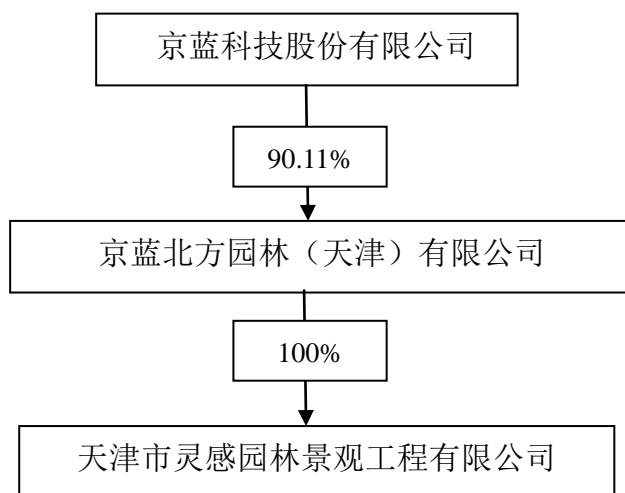 京蓝科技股份有限公司
90.11%
京蓝北方园林（天津）有限公司
100%
天津市灵感园林景观工程有限公司